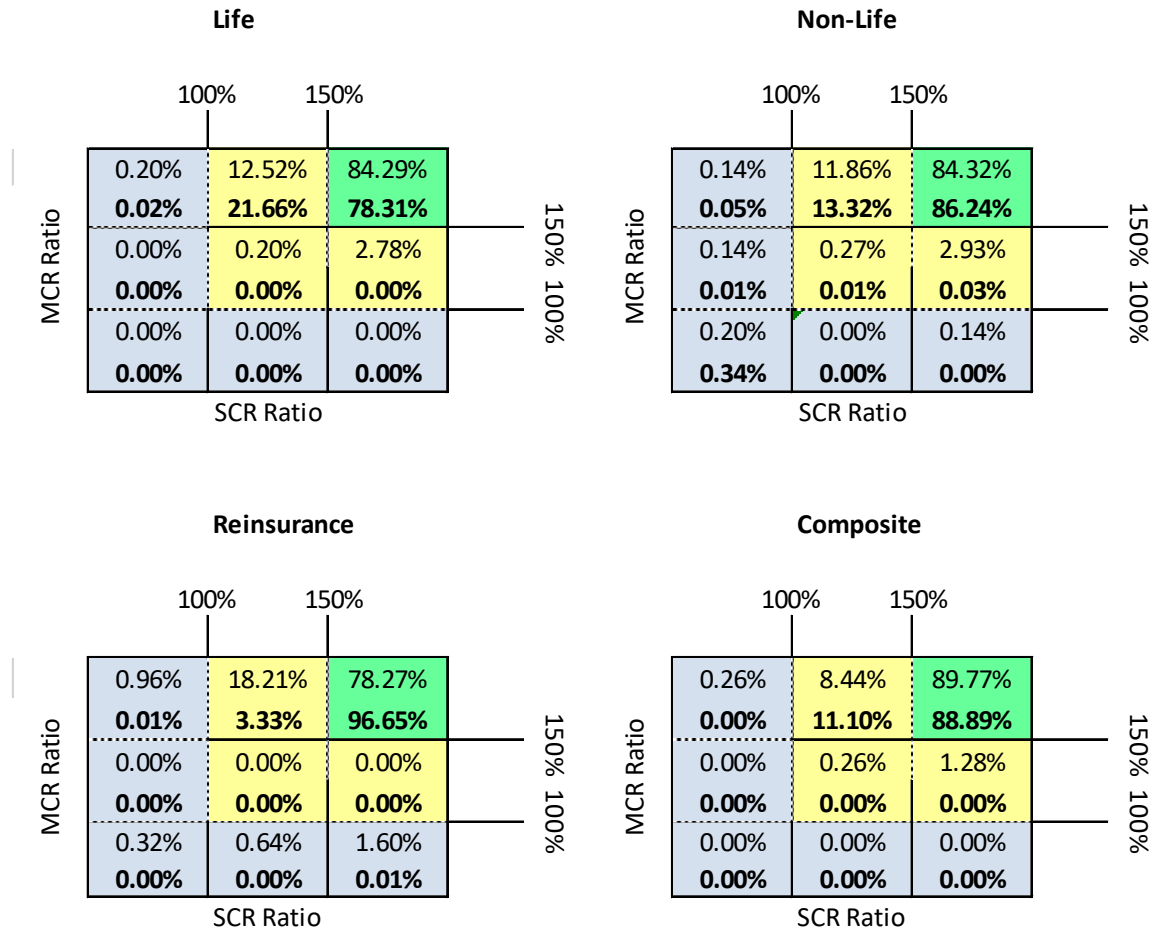 Life
100% 150%
0.20% 12.52% 84.29%
0.02% 21.66% 78.31%
0.00% 0.20% 2.78%
0.00% 0.00% 0.00%
0.00% 0.00% 0.00%
0.00% 0.00% 0.00%
MCR Ratio
150% 100%
SCR Ratio
Non-Life
100% 150%
0.14% 11.86% 84.32%
0.05% 13.32% 86.24%
0.14% 0.27% 2.93%
0.01% 0.01% 0.03%
0.20% 0.00% 0.14%
0.34% 0.00% 0.00%
MCR Ratio
150% 100%
SCR Ratio
Reinsurance
100% 150%
0.96% 18.21% 78.27%
0.01% 3.33% 96.65%
0.00% 0.00% 0.00%
0.00% 0.00% 0.00%
0.32% 0.64% 1.60%
0.00% 0.00% 0.01%
MCR Ratio
150% 100%
SCR Ratio
Composite
100% 150%
0.26% 8.44% 89.77%
0.00% 11.10% 88.89%
0.00% 0.26% 1.28%
0.00% 0.00% 0.00%
0.00% 0.00% 0.00%
0.00% 0.00% 0.00%
MCR Ratio
150% 100%
SCR Ratio